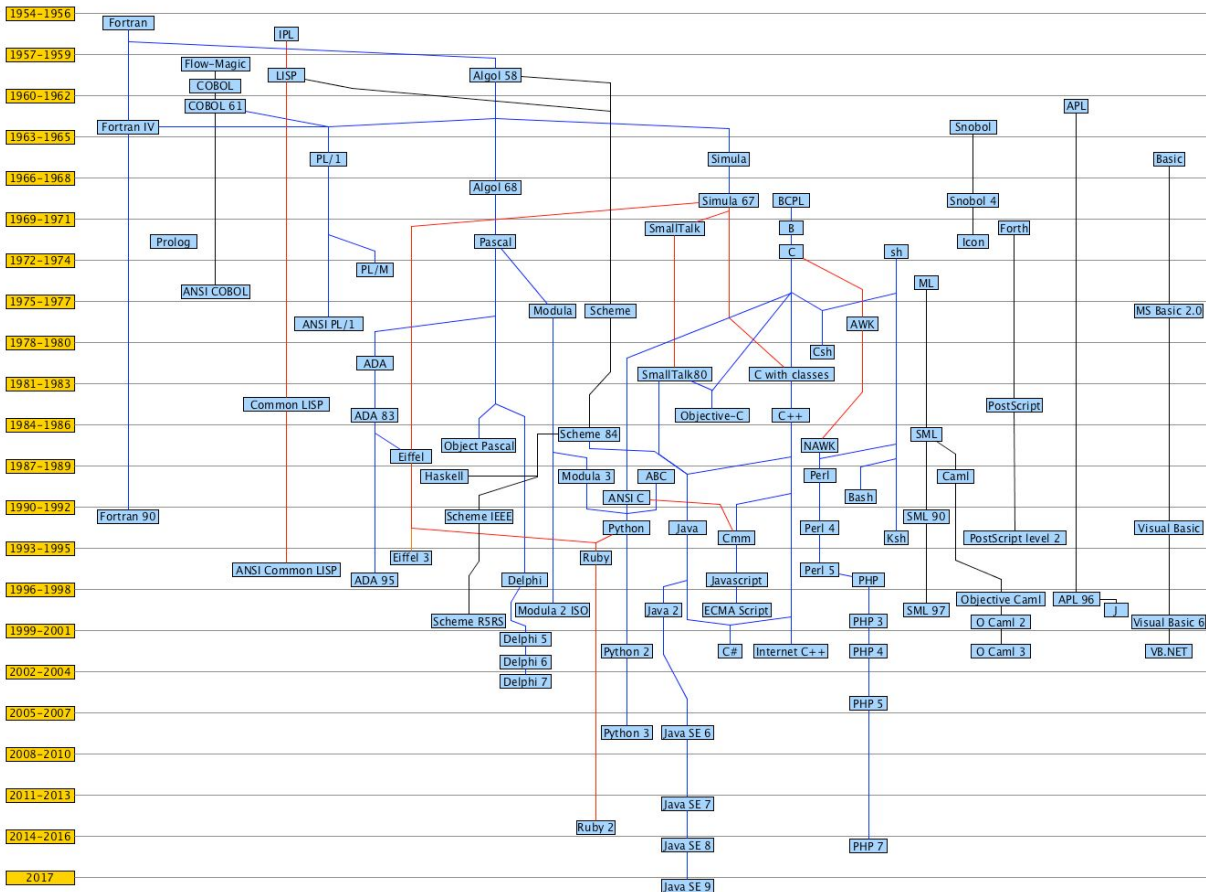 1954-1956
Fortran
IPL
1957-1959
Flow-Magic
LISP
Algol 58
COBOL
1960-1962
COBOL 61
APL
Fortran IV
Snobol
1963-1965
PL/1
Simula
Basic
1966-1968
Algol 68
Simula 67
BCPL
Snobol 4
1969-1971
SmallTalk
B
Forth
Prolog
Pascal
Icon
C
sh
1972-1974
PL/M
ML
ANSI COBOL
1975-1977
Modula
Scheme
MS Basic 2.0
ANSI PL/1
AWK
1978-1980
Csh
ADA
SmallTalk80
C with classes
1981-1983
Common LISP
PostScript
ADA 83
Objective-C
C++
1984-1986
Scheme 84
SML
Object Pascal
NAWK
Eiffel
1987-1989
Haskell
Modula 3
ABC
Perl
Caml
ANSI C
Bash
1990-1992
Fortran 90
Scheme IEEE
SML 90
Python
Java
Perl 4
Visual Basic
Cmm
Ksh
PostScript level 2
1993-1995
Eiffel 3
Ruby
ANSI Common LISP
Perl 5
ADA 95
Delphi
Javascript
PHP
1996-1998
Objective Caml
APL 96
Modula 2 ISO
Java 2
ECMA Script
SML 97
J
Scheme R5RS
PHP 3
O Caml 2
Visual Basic 6
1999-2001
Delphi 5
Python 2
C#
Internet C++
PHP 4
O Caml 3
VB.NET
Delphi 6
2002-2004
Delphi 7
PHP 5
2005-2007
Python 3
Java SE 6
2008-2010
2011-2013
Java SE 7
Ruby 2
2014-2016
Java SE 8
PHP 7
2017
Java SE 9